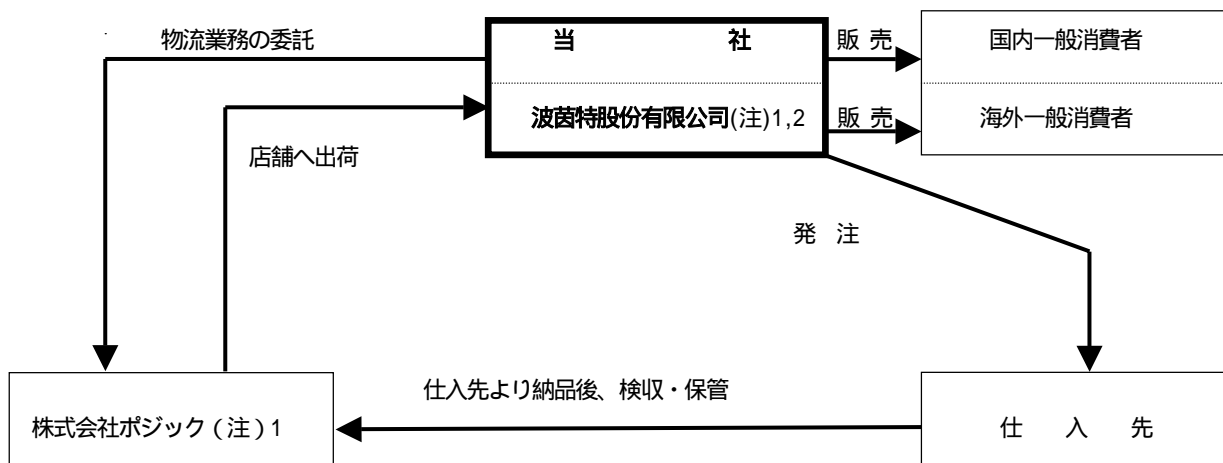 物流業務の委託
当 社
販 売
国内一般消費者
波茵特股份有限公司(注)1,2
販 売
海外一般消費者
店舗へ出荷
発 注
仕入先より納品後、検収・保管
株式会社ポジック(注)1
仕 入 先